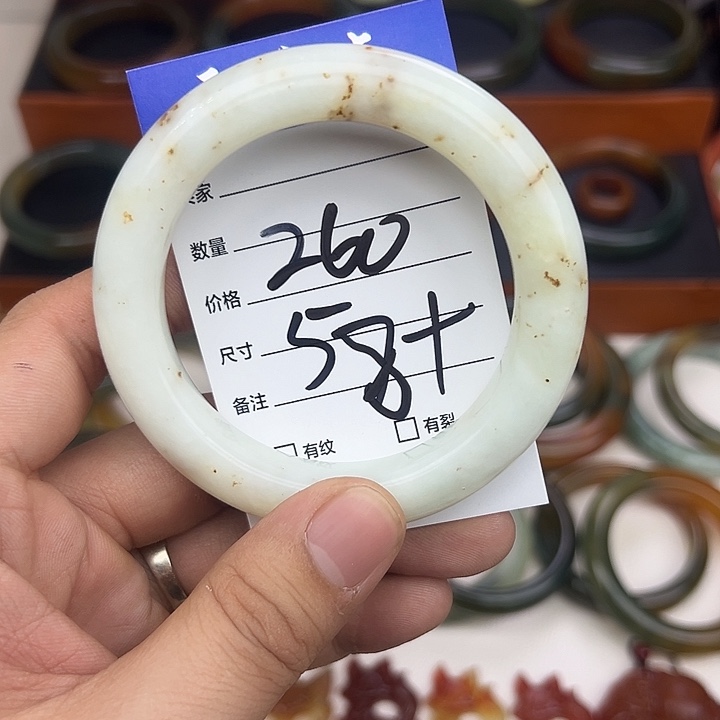 家
数量 260
价格
尺寸 58+
备注
有纹 有裂